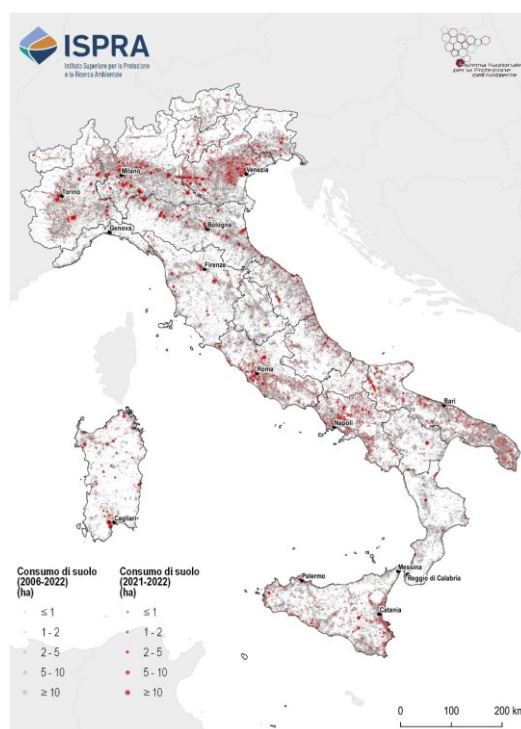 ISPRA
Istituto Superiore per la Protezione
e la Ricerca Ambientale
Sistema Nazionale
per la Protezione
dell'Ambiente
Milano
Venezia
Torino
Bologna
Genova
Firenze
Roma
Bari
Napoli
Cagliari
Messina
Reggio di Calabria
Palermo
Catania
Consumo di suolo
(2006-2022)
(ha)
≤ 1
1 - 2
2 - 5
5 - 10
≥ 10
Consumo di suolo
(2021-2022)
(ha)
≤ 1
1 - 2
2 - 5
5 - 10
≥ 10
0 100 200 km